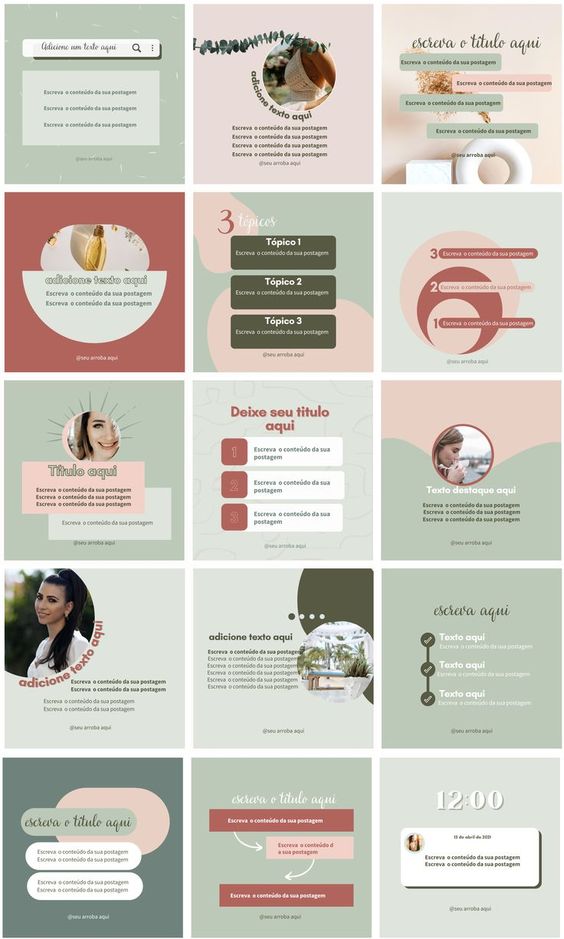 Adicione um texto aqui
Escreva o conteúdo da sua postagem
Escreva o conteúdo da sua postagem
Escreva o conteúdo da sua postagem
@seu arroba aqui
adicione texto aqui
Escreva o conteúdo da sua postagem
Escreva o conteúdo da sua postagem
Escreva o conteúdo da sua postagem
Escreva o conteúdo da sua postagem
@seu arroba aqui
escreva o título aqui
Escreva o conteúdo da sua postagem
Escreva o conteúdo da sua postagem
Escreva o conteúdo da sua postagem
Escreva o conteúdo da sua postagem
@seu arroba aqui
adicione texto aqui
Escreva o conteúdo da sua postagem
Escreva o conteúdo da sua postagem
@seu arroba aqui
3 tópicos
Tópico 1
Escreva o conteúdo da sua postagem
Tópico 2
Escreva o conteúdo da sua postagem
Tópico 3
Escreva o conteúdo da sua postagem
@seu arroba aqui
3 Escreva o conteúdo da sua postagem
2 Escreva o conteúdo da sua postagem
1 Escreva o conteúdo da sua postagem
@seu arroba aqui
Título aqui
Escreva o conteúdo da sua postagem
Escreva o conteúdo da sua postagem
Escreva o conteúdo da sua postagem
Escreva o conteúdo da sua postagem
@seu arroba aqui
Deixe seu titulo
aqui
1 Escreva o conteúdo da sua
postagem
2 Escreva o conteúdo da sua
postagem
3 Escreva o conteúdo da sua
postagem
@seu arroba aqui
Texto destaque aqui
Escreva o conteúdo da sua postagem
Escreva o conteúdo da sua postagem
Escreva o conteúdo da sua postagem
@seu arroba aqui
adicione texto aqui
Escreva o conteúdo da sua postagem
Escreva o conteúdo da sua postagem
Escreva o conteúdo da sua postagem
Escreva o conteúdo da sua postagem
@seu arroba aqui
adicione texto aqui
Escreva o conteúdo da sua postagem
Escreva o conteúdo da sua postagem
Escreva o conteúdo da sua postagem
Escreva o conteúdo da sua postagem
Escreva o conteúdo da sua postagem
Escreva o conteúdo da sua postagem
@seu arroba aqui
escreva aqui
Texto aqui
Escreva o conteúdo da sua postagem
Texto aqui
Escreva o conteúdo da sua postagem
Texto aqui
Escreva o conteúdo da sua postagem
@seu arroba aqui
escreva o título aqui
Escreva o conteúdo da sua postagem
Escreva o conteúdo da sua postagem
Escreva o conteúdo da sua postagem
Escreva o conteúdo da sua postagem
@seu arroba aqui
escreva o título aqui
Escreva o conteúdo da sua postagem
Escreva o conteúdo d
a sua postagem
Escreva o conteúdo da sua postagem
@seu arroba aqui
12:00
13 de abril de 2021
Escreva o conteúdo da sua postagem
Escreva o conteúdo da sua postagem
@seu arroba aqui